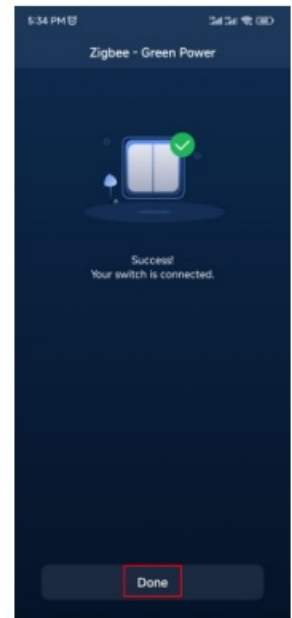 5:34 PM
Zigbee - Green Power
Success!
Your switch is connected.
Done